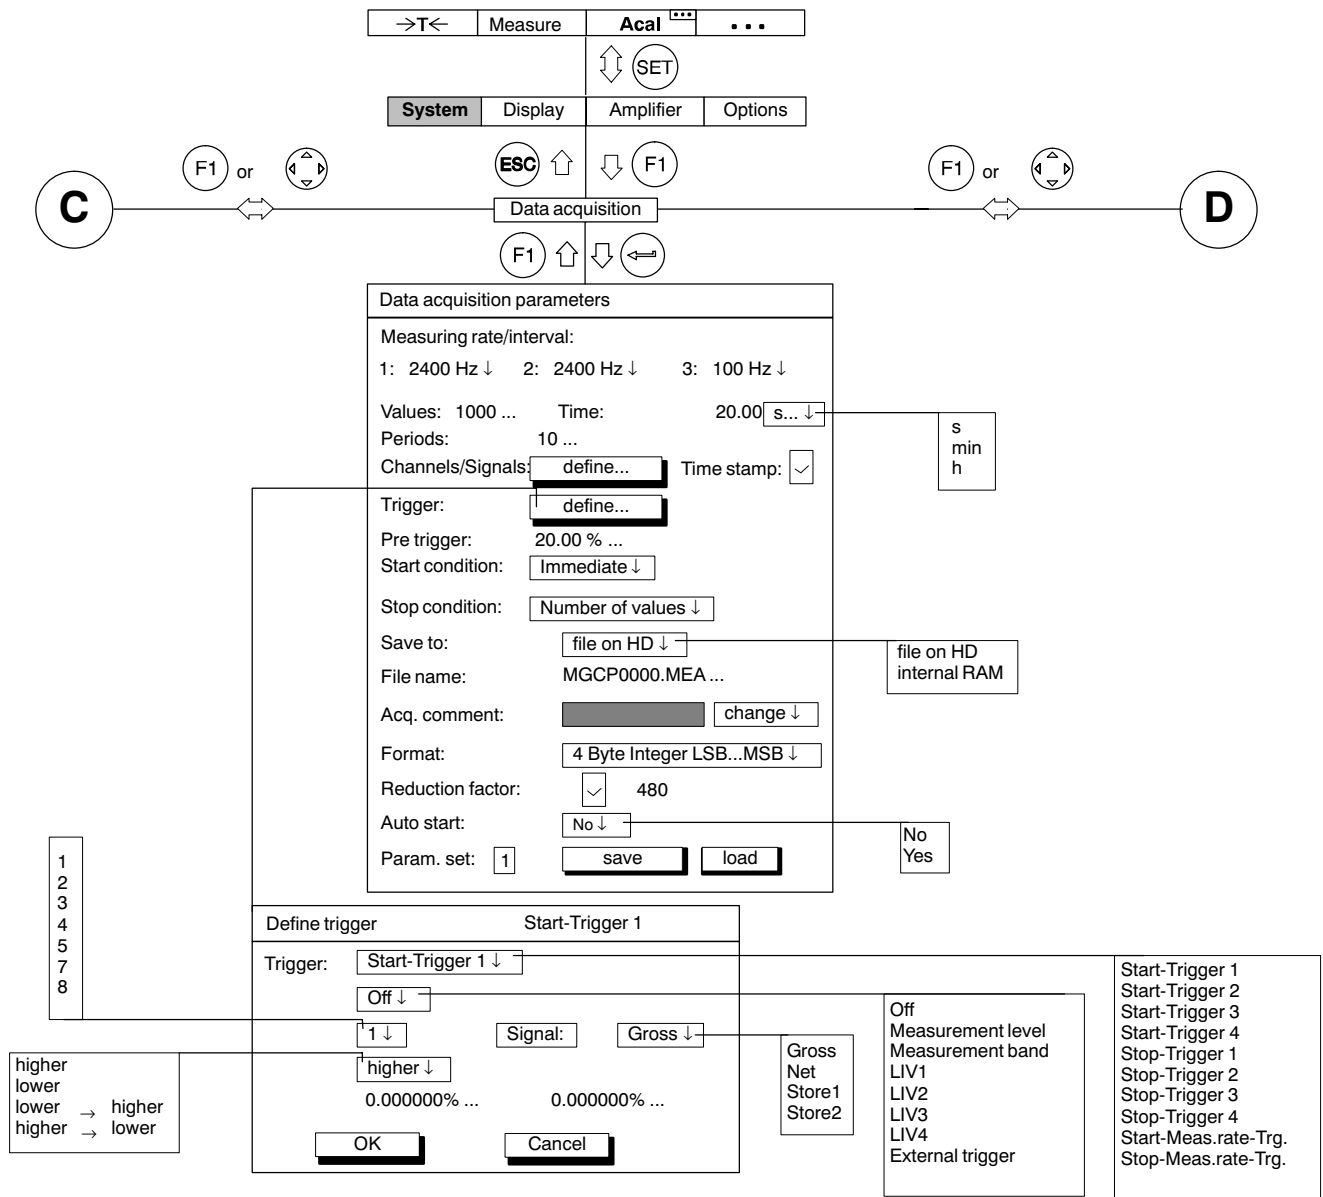 →T← Measure Acal ... ...
SET
System Display Amplifier Options
F1 or ESC F1 F1 or
C Data acquisition D
F1
Data acquisition parameters
Measuring rate/interval:
1: 2400 Hz ↓ 2: 2400 Hz ↓ 3: 100 Hz ↓
Values: 1000 ... Time: 20.00 s... ↓
s
min
h
Periods: 10 ...
Channels/Signals: define... Time stamp:
Trigger: define...
Pre trigger: 20.00 % ...
Start condition: Immediate ↓
Stop condition: Number of values ↓
Save to: file on HD ↓
file on HD
internal RAM
File name: MGCP0000.MEA ...
Acq. comment: change ↓
Format: 4 Byte Integer LSB...MSB ↓
Reduction factor: 480
Auto start: No ↓
No
Yes
Param. set: 1 save load
1
2
3
4
5
7
8
Define trigger Start-Trigger 1
Trigger: Start-Trigger 1 ↓
Off ↓
1 ↓ Signal: Gross ↓
higher ↓
0.000000% ... 0.000000% ...
OK Cancel
higher
lower
lower → higher
higher → lower
Gross
Net
Store1
Store2
Off
Measurement level
Measurement band
LIV1
LIV2
LIV3
LIV4
External trigger
Start-Trigger 1
Start-Trigger 2
Start-Trigger 3
Start-Trigger 4
Stop-Trigger 1
Stop-Trigger 2
Stop-Trigger 3
Stop-Trigger 4
Start-Meas.rate-Trg.
Stop-Meas.rate-Trg.